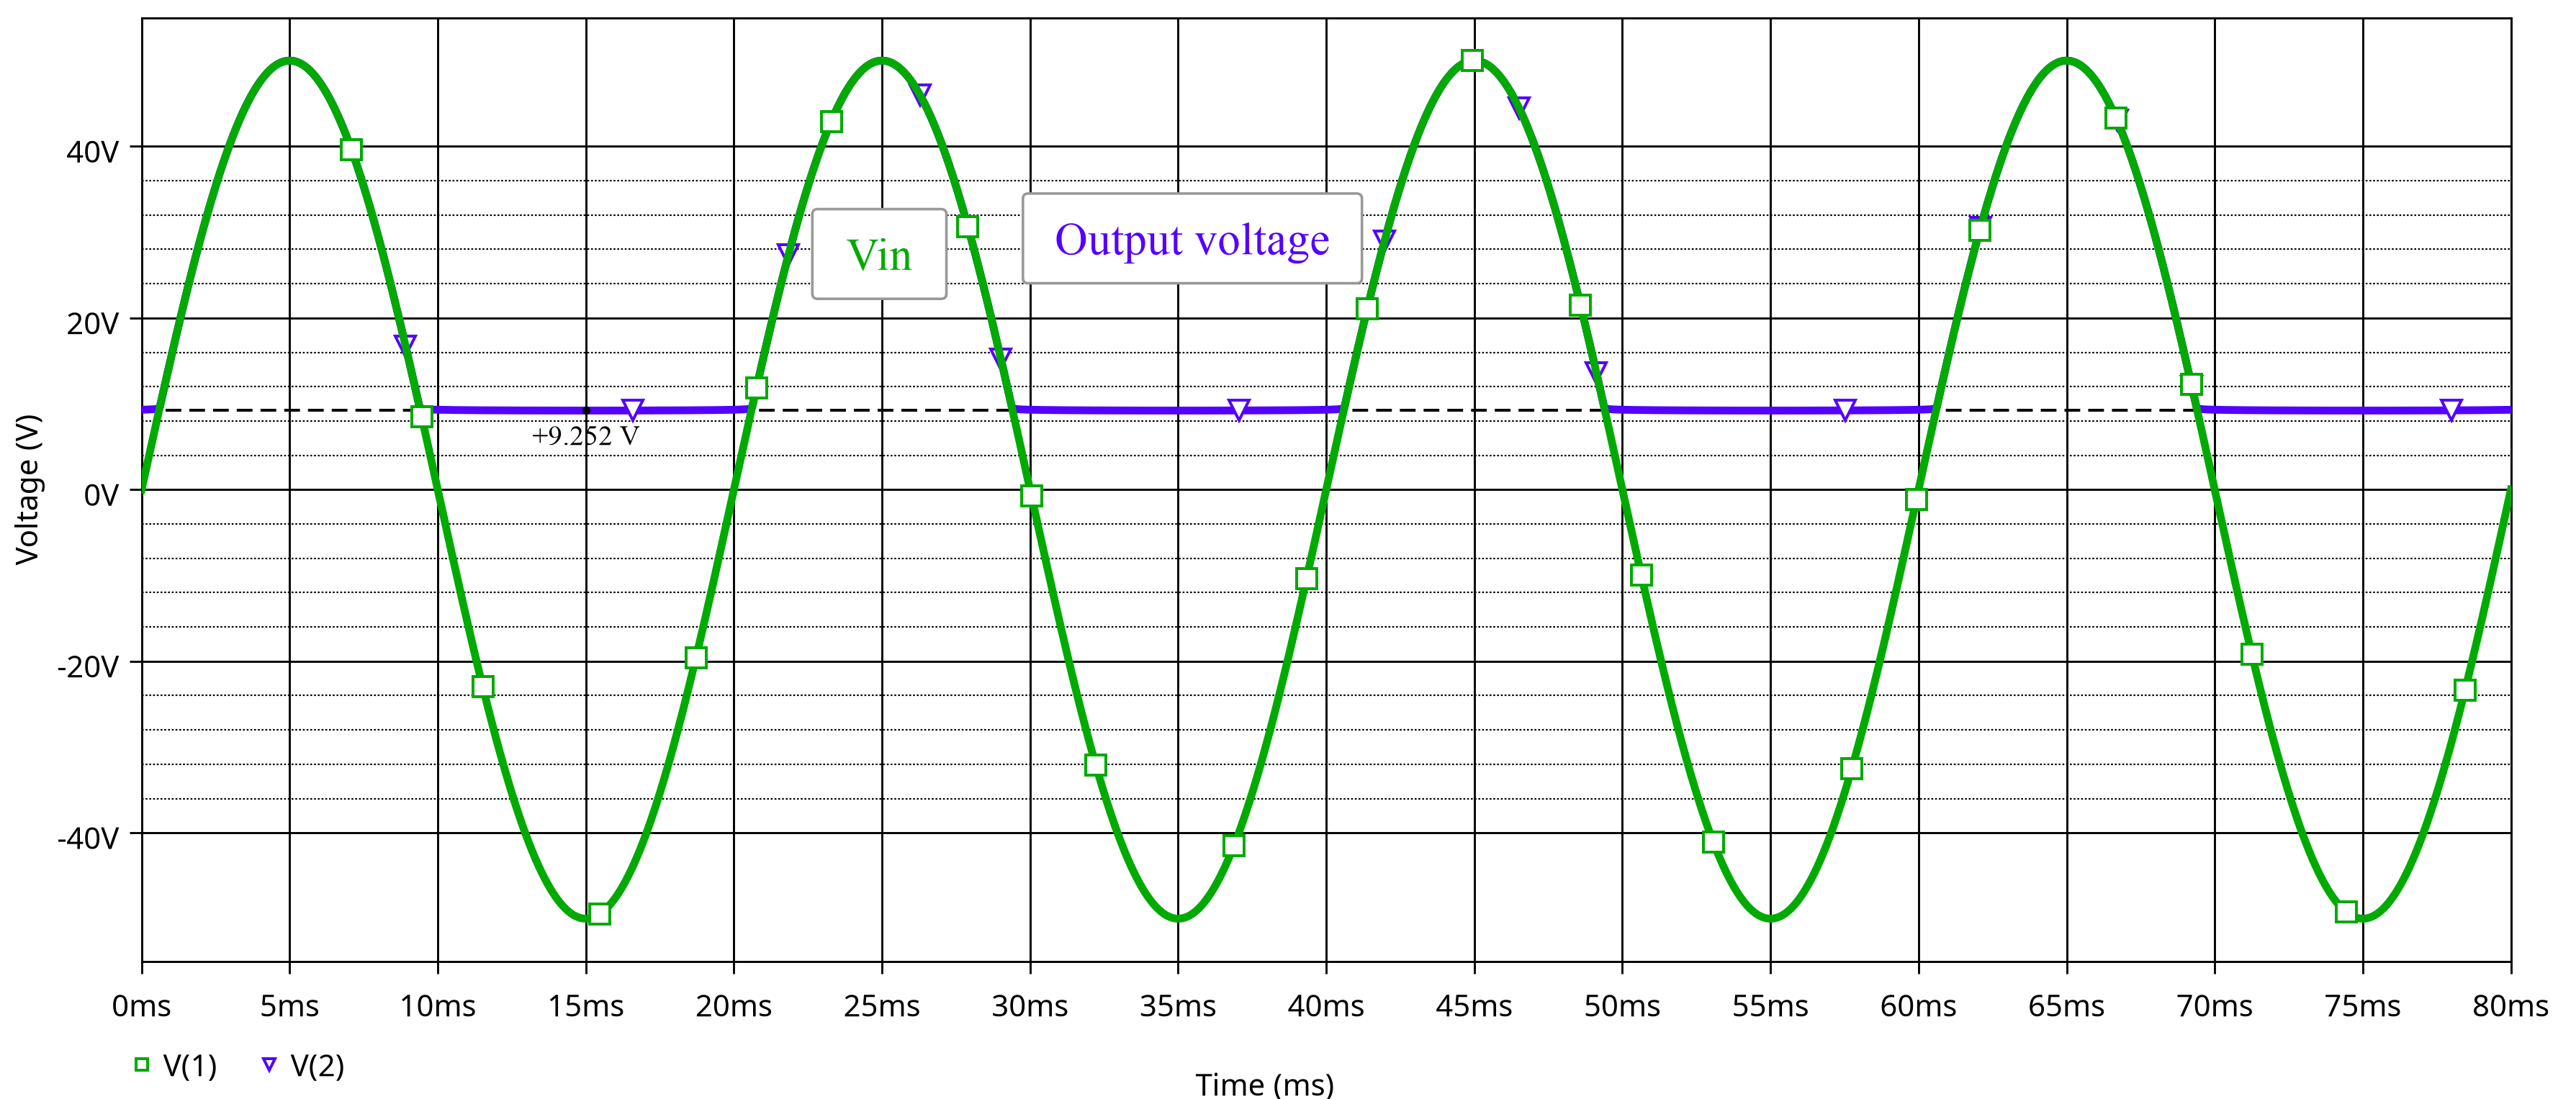 40V
20V
0V
-20V
-40V
Voltage (V)
Vin
Output voltage
+9.252 V
0ms 5ms 10ms 15ms 20ms 25ms 30ms 35ms 40ms 45ms 50ms 55ms 60ms 65ms 70ms 75ms 80ms
V(1) V(2)
Time (ms)